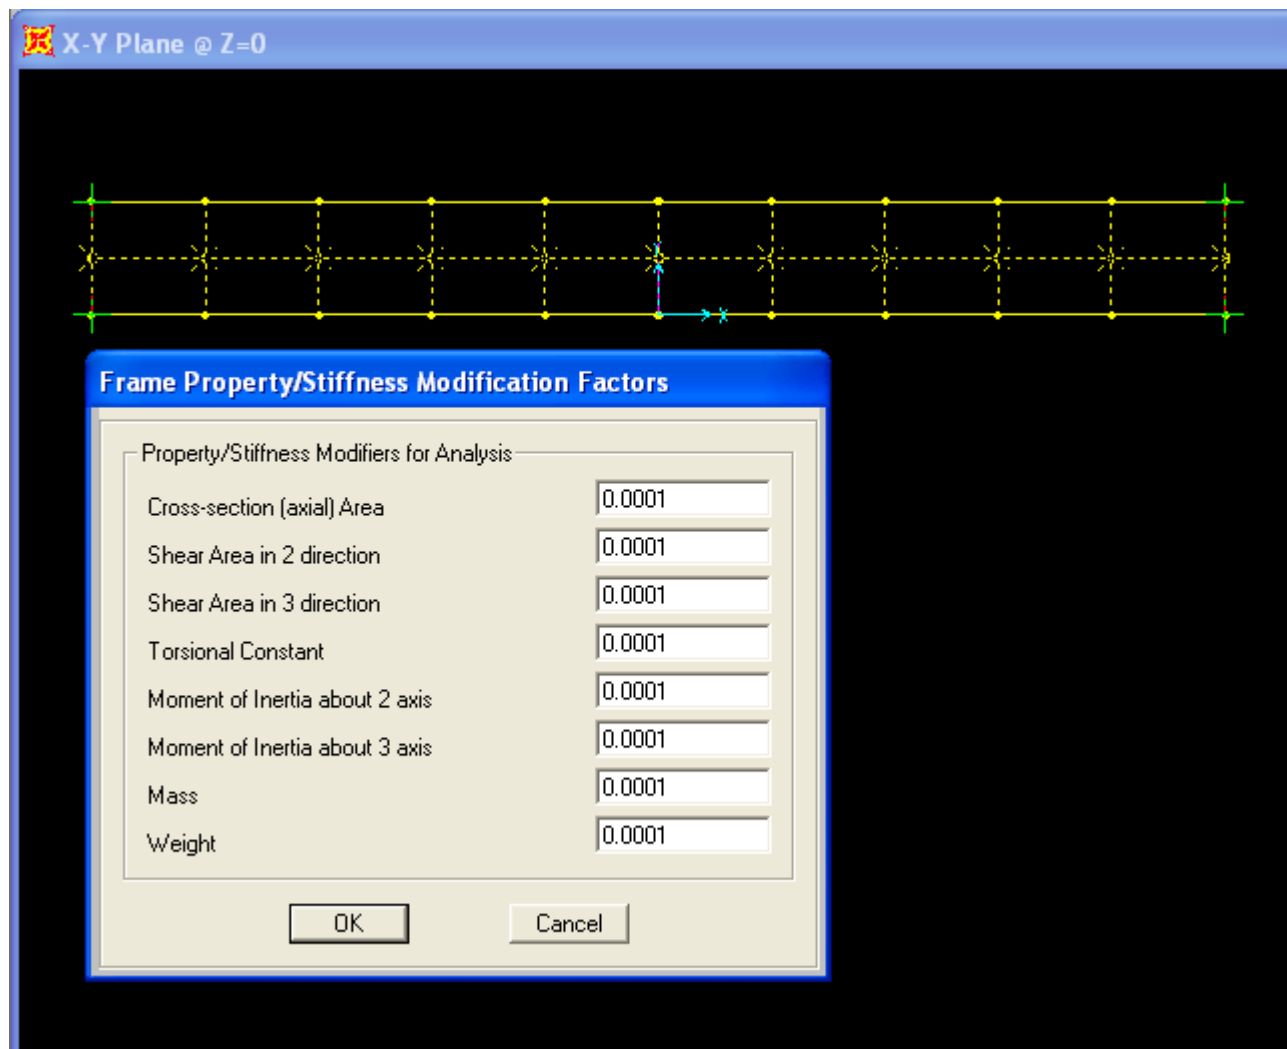 X-Y Plane @ Z=0
X
Frame Property/Stiffness Modification Factors
Property/Stiffness Modifiers for Analysis
Cross-section (axial) Area 0.0001
Shear Area in 2 direction 0.0001
Shear Area in 3 direction 0.0001
Torsional Constant 0.0001
Moment of Inertia about 2 axis 0.0001
Moment of Inertia about 3 axis 0.0001
Mass 0.0001
Weight 0.0001
OK Cancel